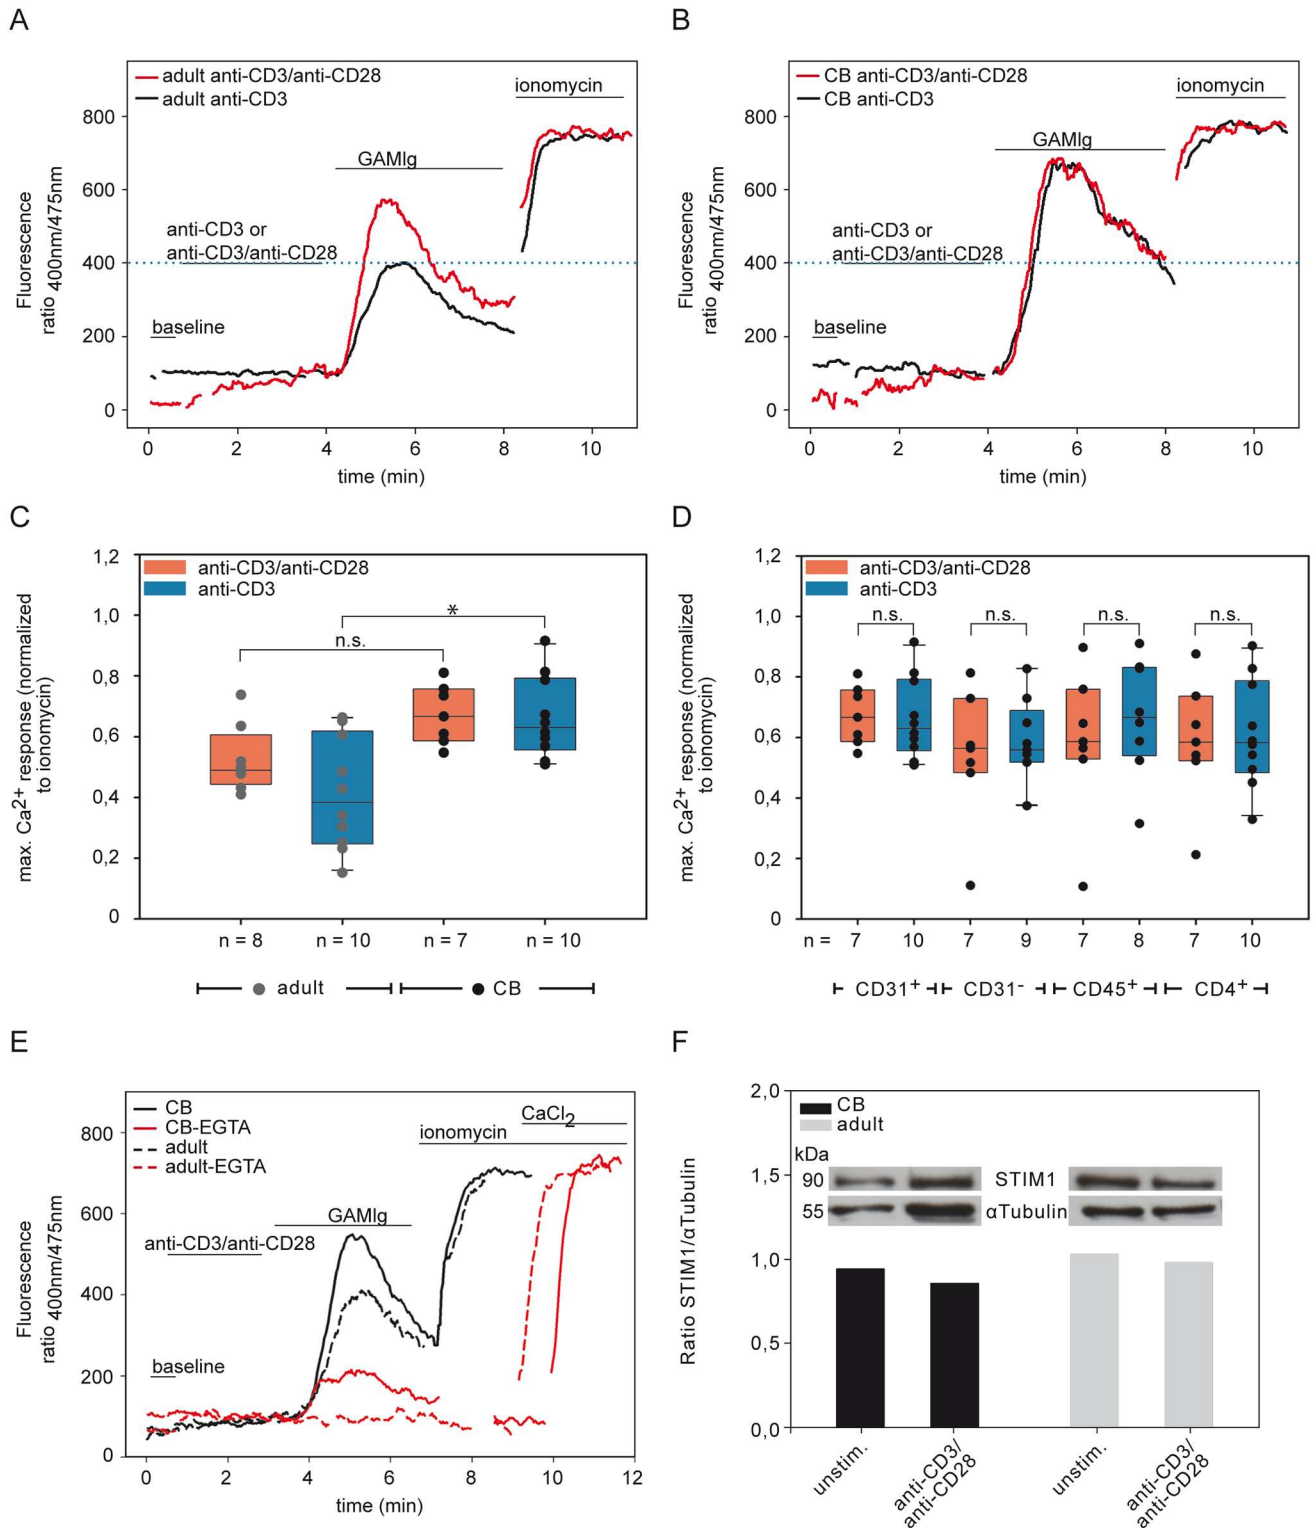 A
adult anti-CD3/anti-CD28
adult anti-CD3
ionomycin
GAMIg
anti-CD3 or
anti-CD3/anti-CD28
baseline
800
600
400
200
0
Fluorescence
ratio 400nm/475nm
0 2 4 6 8 10
time (min)
B
CB anti-CD3/anti-CD28
CB anti-CD3
ionomycin
GAMIg
anti-CD3 or
anti-CD3/anti-CD28
baseline
800
600
400
200
0
Fluorescence
ratio 400nm/475nm
0 2 4 6 8 10
time (min)
C
anti-CD3/anti-CD28
anti-CD3
*
n.s.
1,2
1,0
0,8
0,6
0,4
0,2
0
max. Ca2+ response (normalized
to ionomycin)
n = 8 n = 10 n = 7 n = 10
adult CB
D
anti-CD3/anti-CD28
anti-CD3
n.s. n.s. n.s. n.s.
1,2
1,0
0,8
0,6
0,4
0,2
0
max. Ca2+ response (normalized
to ionomycin)
n = 7 10 7 9 7 8 7 10
CD31+ CD31- CD45+ CD4+
E
CB
CB-EGTA
adult
adult-EGTA
CaCl2
ionomycin
GAMIg
anti-CD3/anti-CD28
baseline
800
600
400
200
0
Fluorescence
ratio 400nm/475nm
0 2 4 6 8 10 12
time (min)
F
CB
adult
kDa
90 STIM1
55 αTubulin
2,0
1,5
1,0
0,5
0,0
Ratio STIM1/αTubulin
unstim.
anti-CD3/
anti-CD28
unstim.
anti-CD3/
anti-CD28